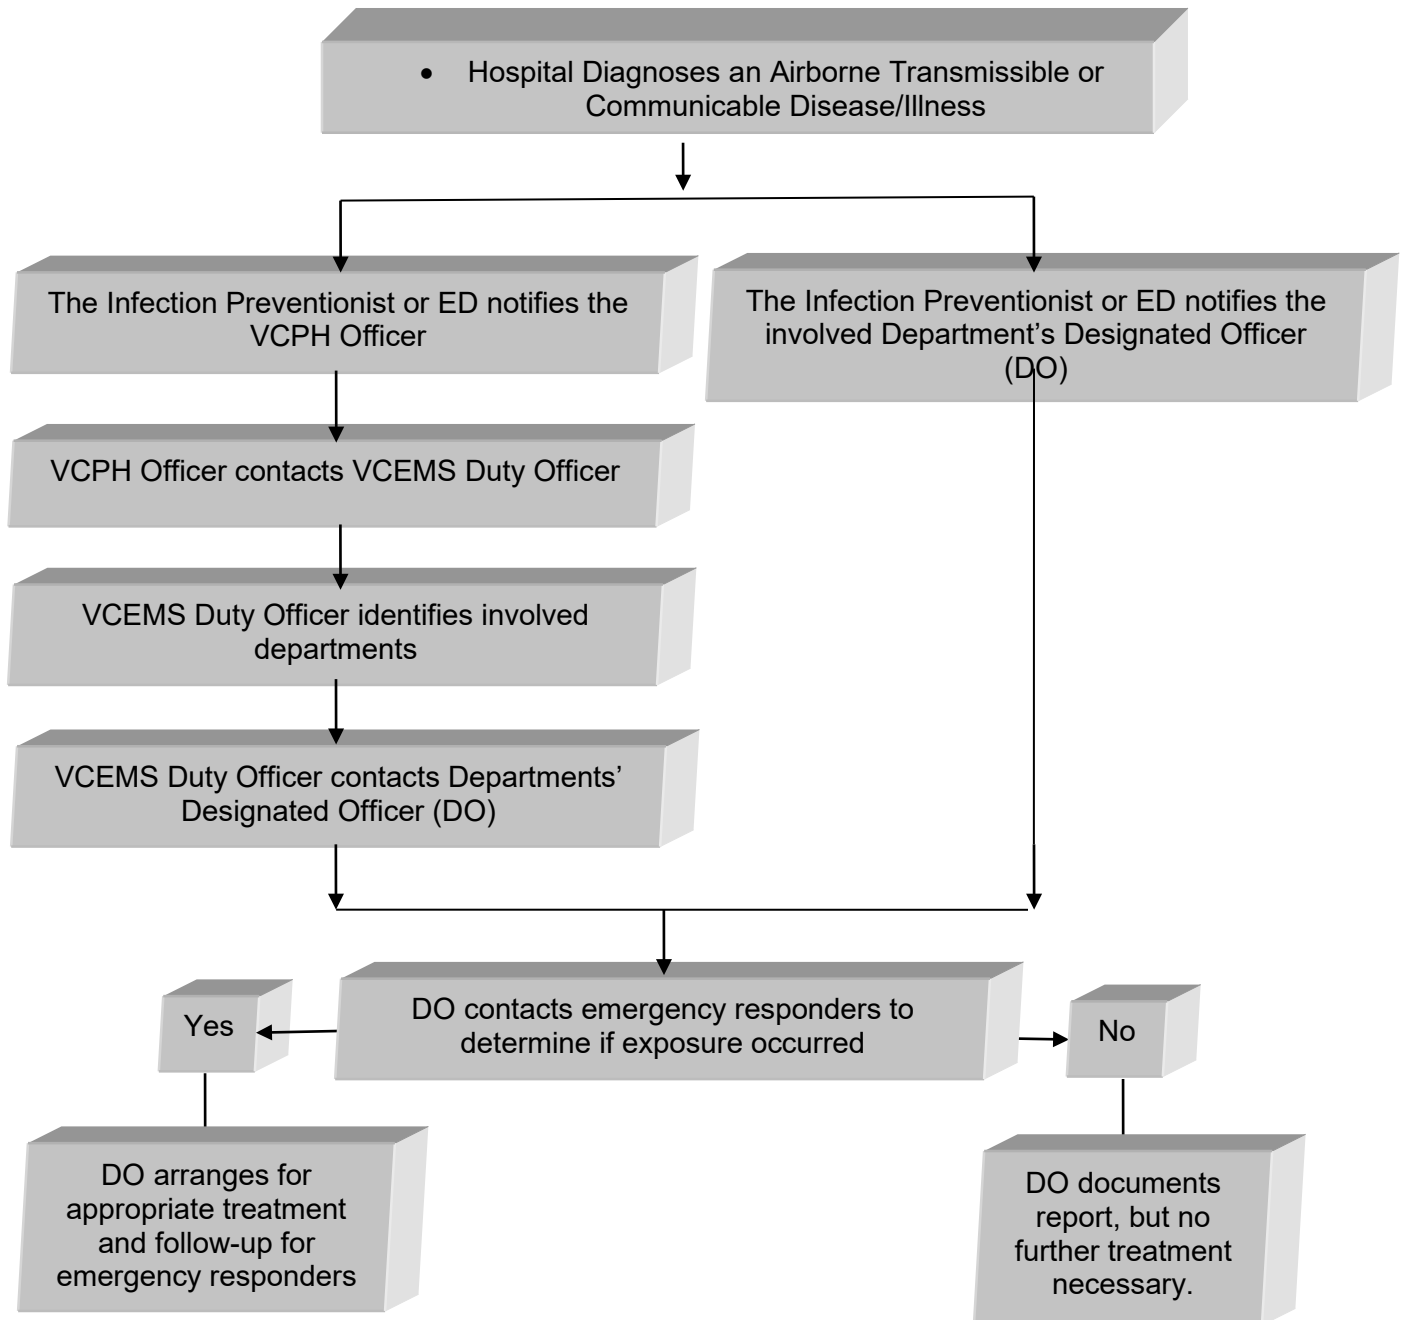 • Hospital Diagnoses an Airborne Transmissible or
Communicable Disease/Illness
The Infection Preventionist or ED notifies the
VCPH Officer
The Infection Preventionist or ED notifies the
involved Department’s Designated Officer
(DO)
VCPH Officer contacts VCEMS Duty Officer
VCEMS Duty Officer identifies involved
departments
VCEMS Duty Officer contacts Departments’
Designated Officer (DO)
DO contacts emergency responders to
determine if exposure occurred
Yes
No
DO arranges for
appropriate treatment
and follow-up for
emergency responders
DO documents
report, but no
further treatment
necessary.